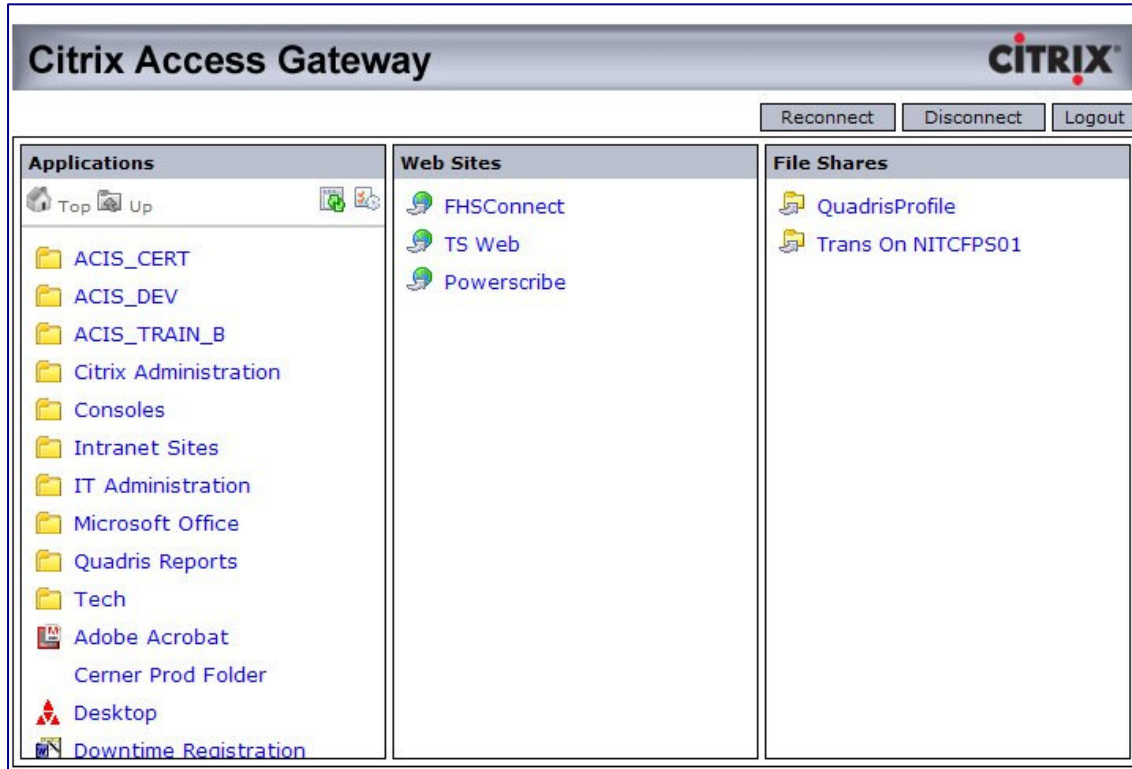 Citrix Access Gateway
CITRIX
Reconnect
Disconnect
Logout
Applications
Top
Up
ACIS_CERT
ACIS_DEV
ACIS_TRAIN_B
Citrix Administration
Consoles
Intranet Sites
IT Administration
Microsoft Office
Quadris Reports
Tech
Adobe Acrobat
Cerner Prod Folder
Desktop
Downtime Registration
Web Sites
FHSConnect
TS Web
Powerscribe
File Shares
QuadrisProfile
Trans On NITCFPS01